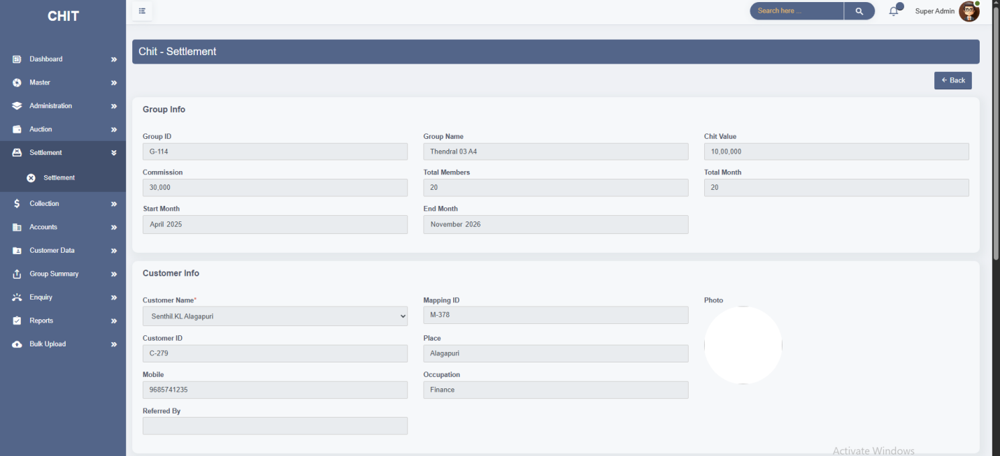 CHIT
Search here ...
Super Admin
Chit - Settlement
Dashboard
Master
Administration
Auction
Settlement
Settlement
Collection
Accounts
Customer Data
Group Summary
Enquiry
Reports
Bulk Upload
Back
Group Info
Group ID Group Name Chit Value
G-114 Thendral 03 A4 10,00,000
Commission Total Members Total Month
30,000 20 20
Start Month End Month
April 2025 November 2026
Customer Info
Customer Name* Mapping ID Photo
Senthil.KL Alagapuri M-378
Customer ID Place
C-279 Alagapuri
Mobile Occupation
9685741235 Finance
Referred By
Activate Windows